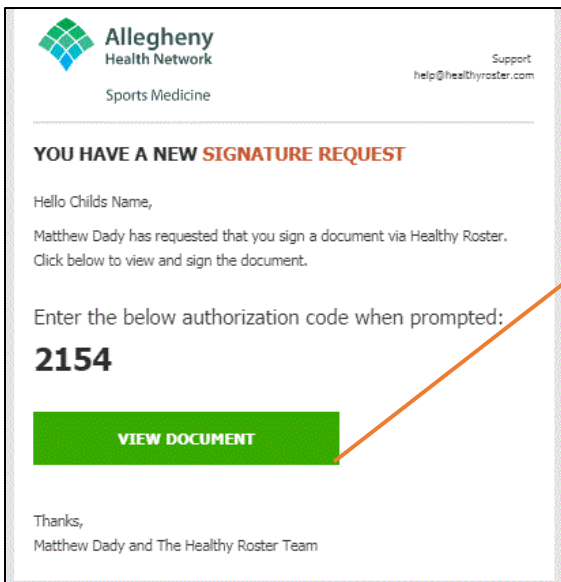 Allegheny
Health Network
Sports Medicine
Support
help@healthyroster.com
YOU HAVE A NEW SIGNATURE REQUEST
Hello Childs Name,
Matthew Dady has requested that you sign a document via Healthy Roster.
Click below to view and sign the document.
Enter the below authorization code when prompted:
2154
VIEW DOCUMENT
Thanks,
Matthew Dady and The Healthy Roster Team